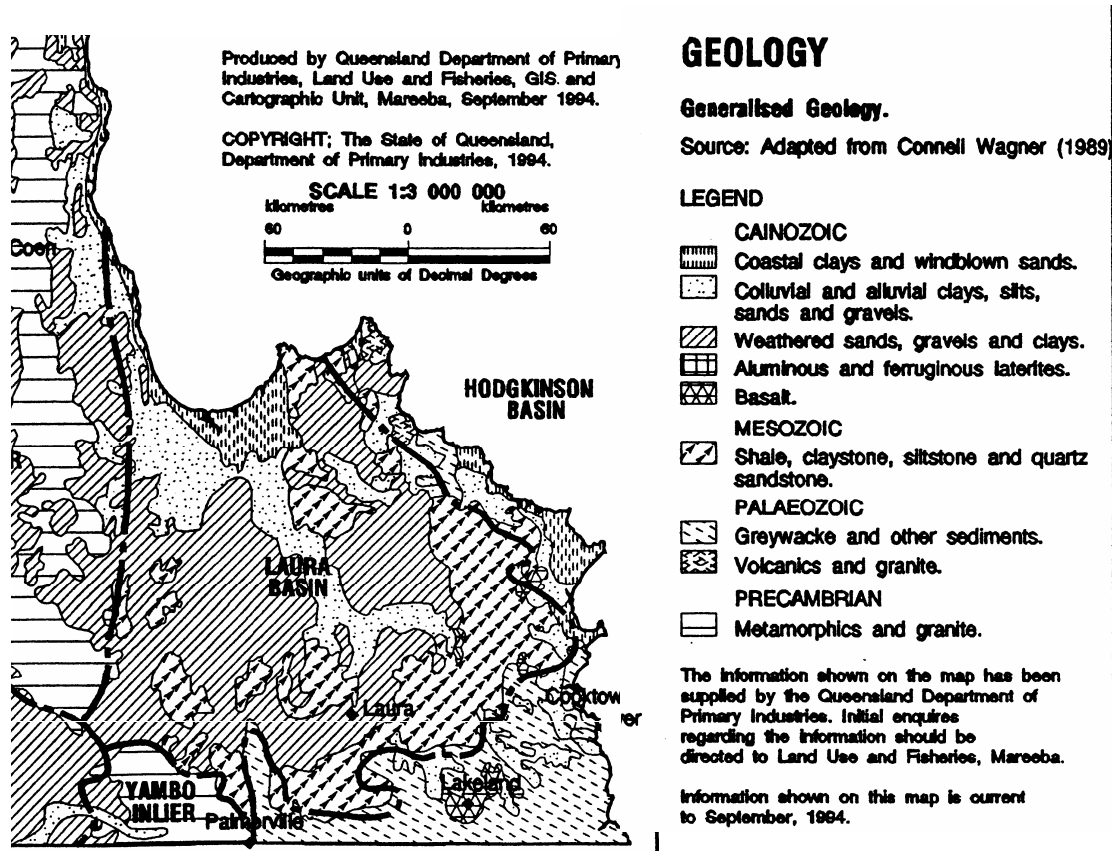 Produced by Queensland Department of Primary
Industries, Land Use and Fisheries, GIS and
Cartographic Unit, Mareeba, September 1994.
COPYRIGHT; The State of Queensland,
Department of Primary Industries, 1994.
SCALE 1:3 000 000
kilometres kilometres
60 0 60
Geographic units of Decimal Degrees
Coen
HODGKINSON
BASIN
LAURA
BASIN
Cooktow
Laura
ver
Lakeland
YAMBO
INLIER
Palmerville
GEOLOGY
Generalised Geology.
Source: Adapted from Connell Wagner (1989)
LEGEND
CAINOZOIC
Coastal clays and windblown sands.
Colluvial and alluvial clays, silts,
sands and gravels.
Weathered sands, gravels and clays.
Aluminous and ferruginous laterites.
Basalt.
MESOZOIC
Shale, claystone, siltstone and quartz
sandstone.
PALAEOZOIC
Greywacke and other sediments.
Volcanics and granite.
PRECAMBRIAN
Metamorphics and granite.
The information shown on the map has been
supplied by the Queensland Department of
Primary Industries. Initial enquires
regarding the information should be
directed to Land Use and Fisheries, Mareeba.
Information shown on this map is current
to September, 1994.